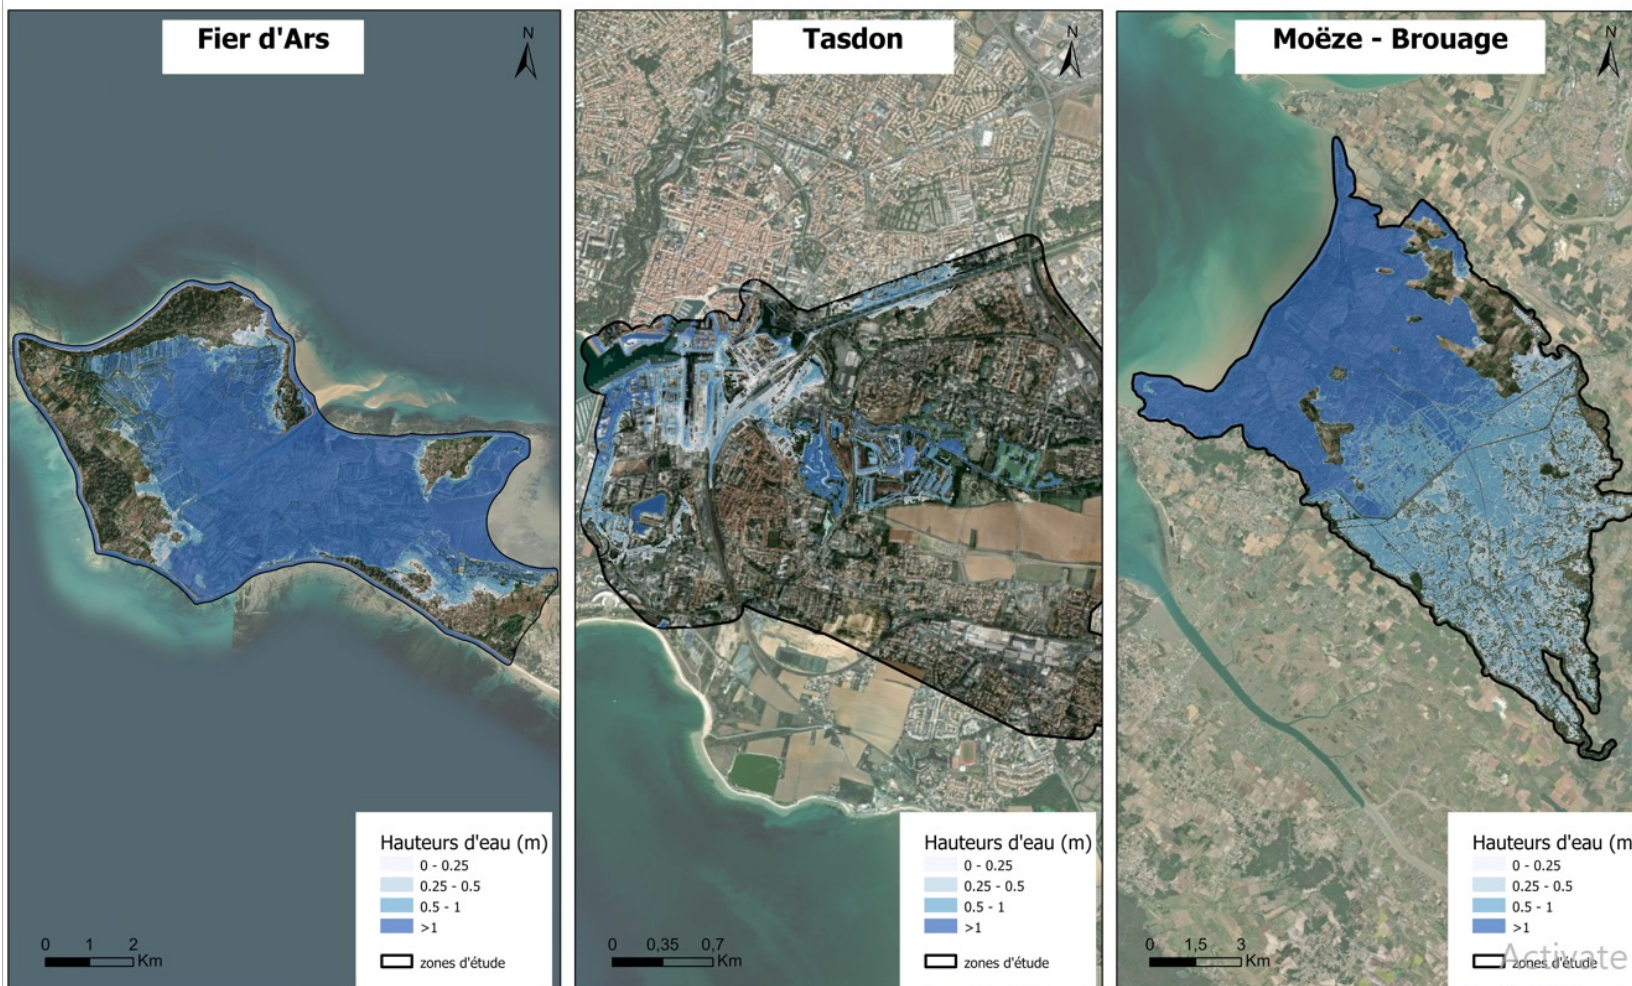 Fier d'Ars
N
Hauteurs d'eau (m)
0 - 0.25
0.25 - 0.5
0.5 - 1
>1
zones d'étude
0 1 2
Km
Tasdon
N
Hauteurs d'eau (m)
0 - 0.25
0.25 - 0.5
0.5 - 1
>1
zones d'étude
0 0,35 0,7
Km
Moëze - Brouage
N
Hauteurs d'eau (m
0 - 0.25
0.25 - 0.5
0.5 - 1
>1
zones d'étude
0 1,5 3
Km
Activate